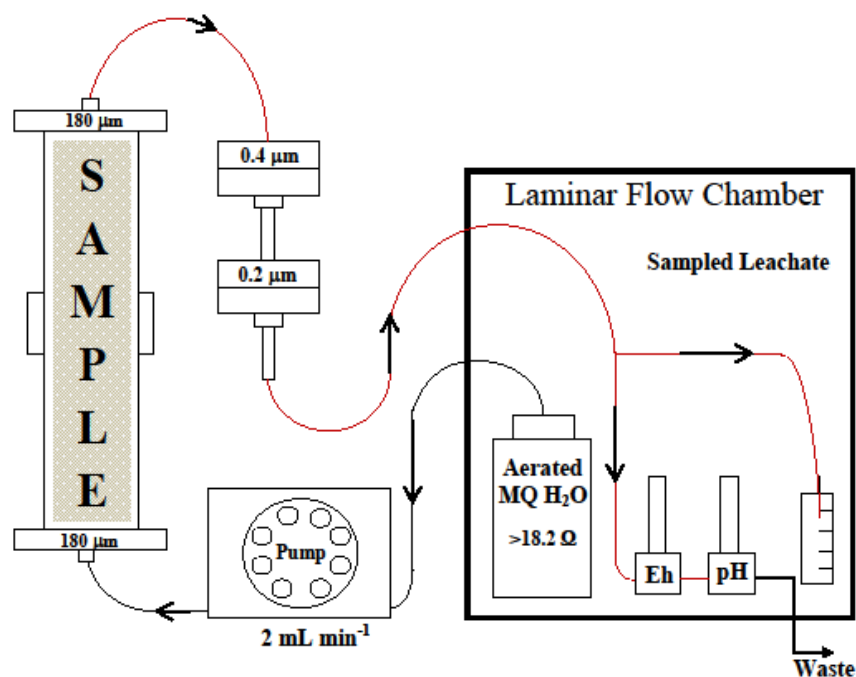 180 µm
S
A
M
P
L
E
180 µm
0.4 µm
0.2 µm
Pump
2 mL min⁻¹
Laminar Flow Chamber
Sampled Leachate
Aerated
MQ H₂O
>18.2 Ω
Eh
pH
Waste